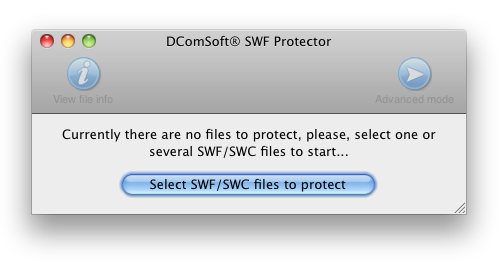 DComSoft® SWF Protector
View file info
Advanced mode
Currently there are no files to protect, please, select one or
several SWF/SWC files to start...
Select SWF/SWC files to protect